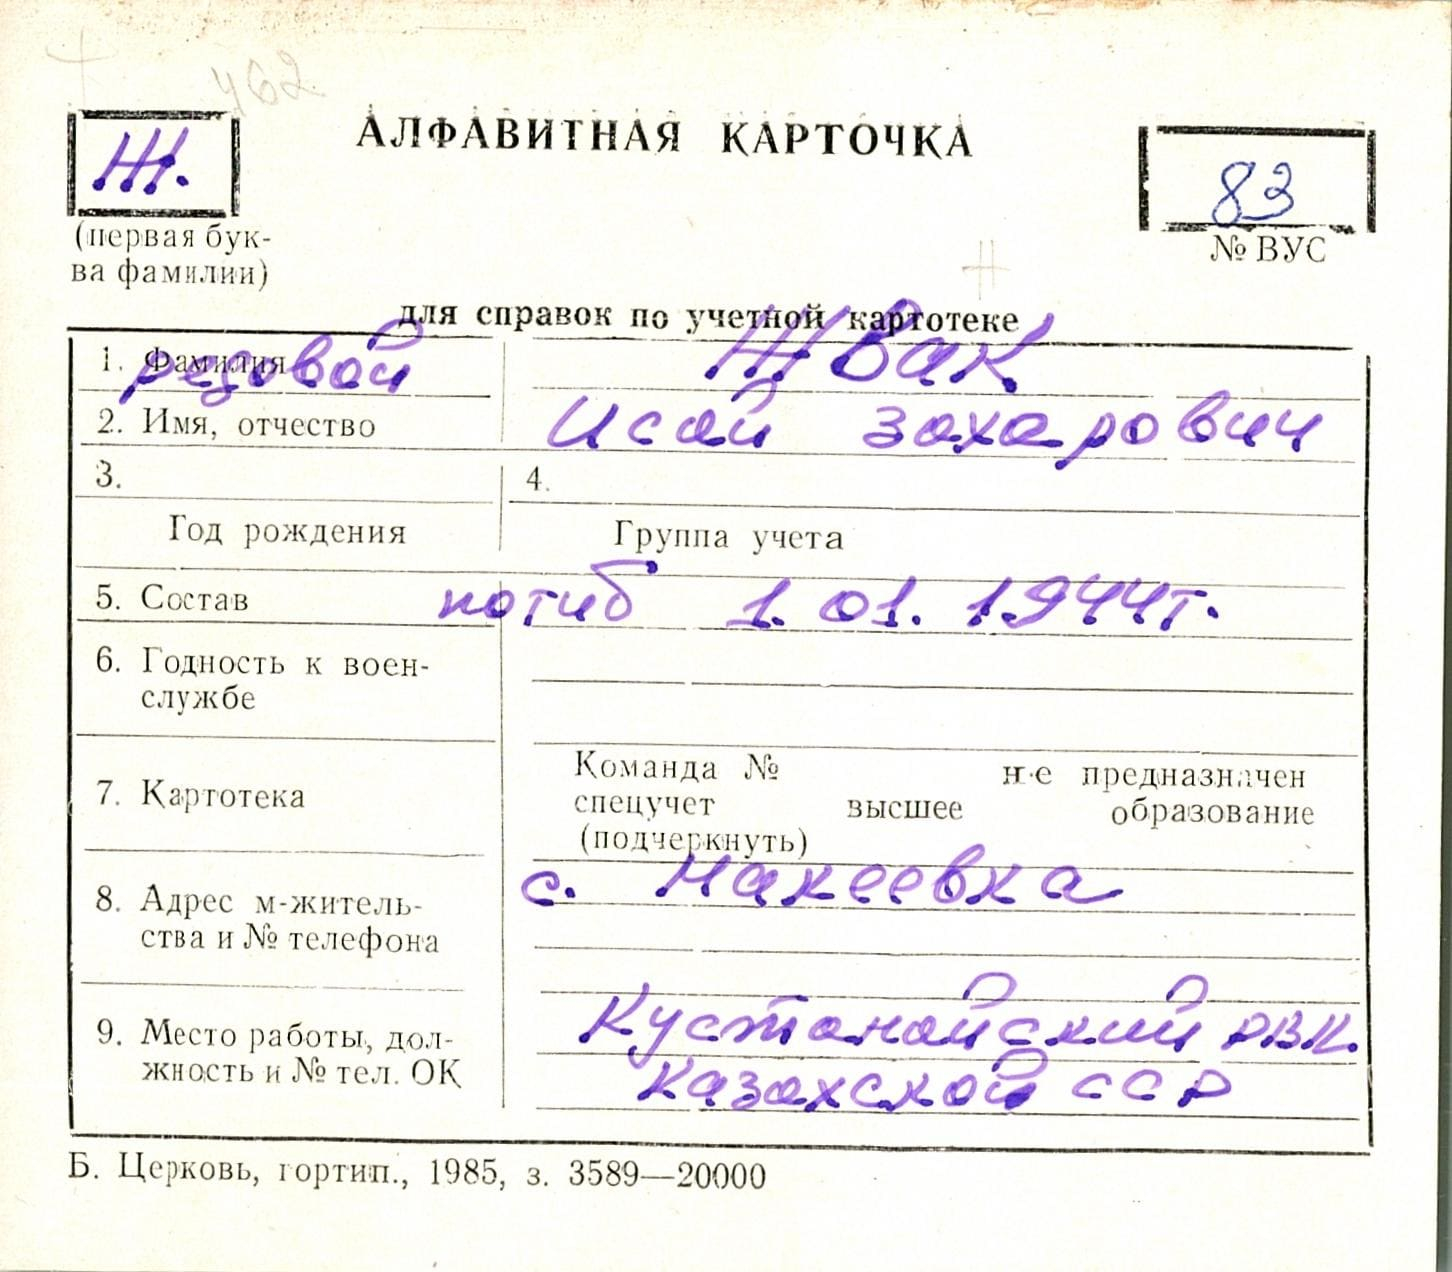 462
Ж.
АЛФАВИТНАЯ КАРТОЧКА
83
(первая бук-
ва фамилии)
№ ВУС
для справок по учетной картотеке
1. Фамилия
рядовой
Жвак
2. Имя, отчество
Исай Захарович
3.
4.
Год рождения
Группа учета
5. Состав
погиб 1.01.1944г.
6. Годность к воен-
службе
7. Картотека
Команда № не предназначен
спецучет высшее образование
(подчеркнуть)
8. Адрес м-житель-
ства и № телефона
с. Макеевка
9. Место работы, дол-
жность и № тел. ОК
Кустанайский РВК.
Казахской ССР
Б. Церковь, гортип., 1985, з. 3589—20000